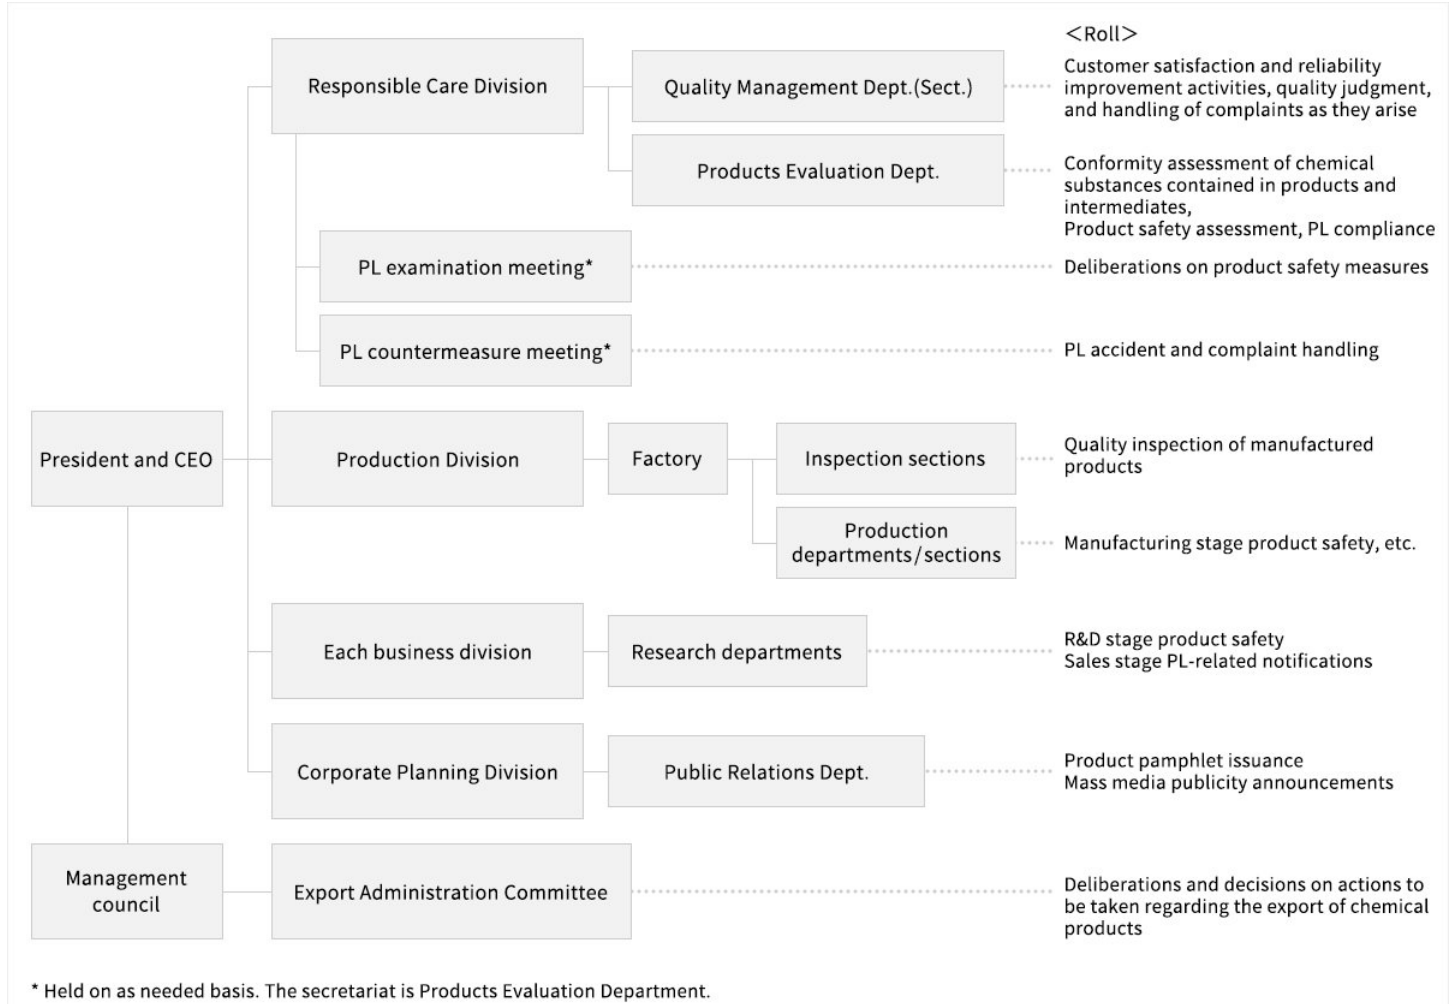 <Roll>
Responsible Care Division
Quality Management Dept.(Sect.)
Customer satisfaction and reliability
improvement activities, quality judgment,
and handling of complaints as they arise
Products Evaluation Dept.
Conformity assessment of chemical
substances contained in products and
intermediates,
Product safety assessment, PL compliance
PL examination meeting*
Deliberations on product safety measures
PL countermeasure meeting*
PL accident and complaint handling
President and CEO
Production Division
Factory
Inspection sections
Quality inspection of manufactured
products
Production
departments/sections
Manufacturing stage product safety, etc.
Each business division
Research departments
R&D stage product safety
Sales stage PL-related notifications
Corporate Planning Division
Public Relations Dept.
Product pamphlet issuance
Mass media publicity announcements
Management
council
Export Administration Committee
Deliberations and decisions on actions to
be taken regarding the export of chemical
products
* Held on as needed basis. The secretariat is Products Evaluation Department.